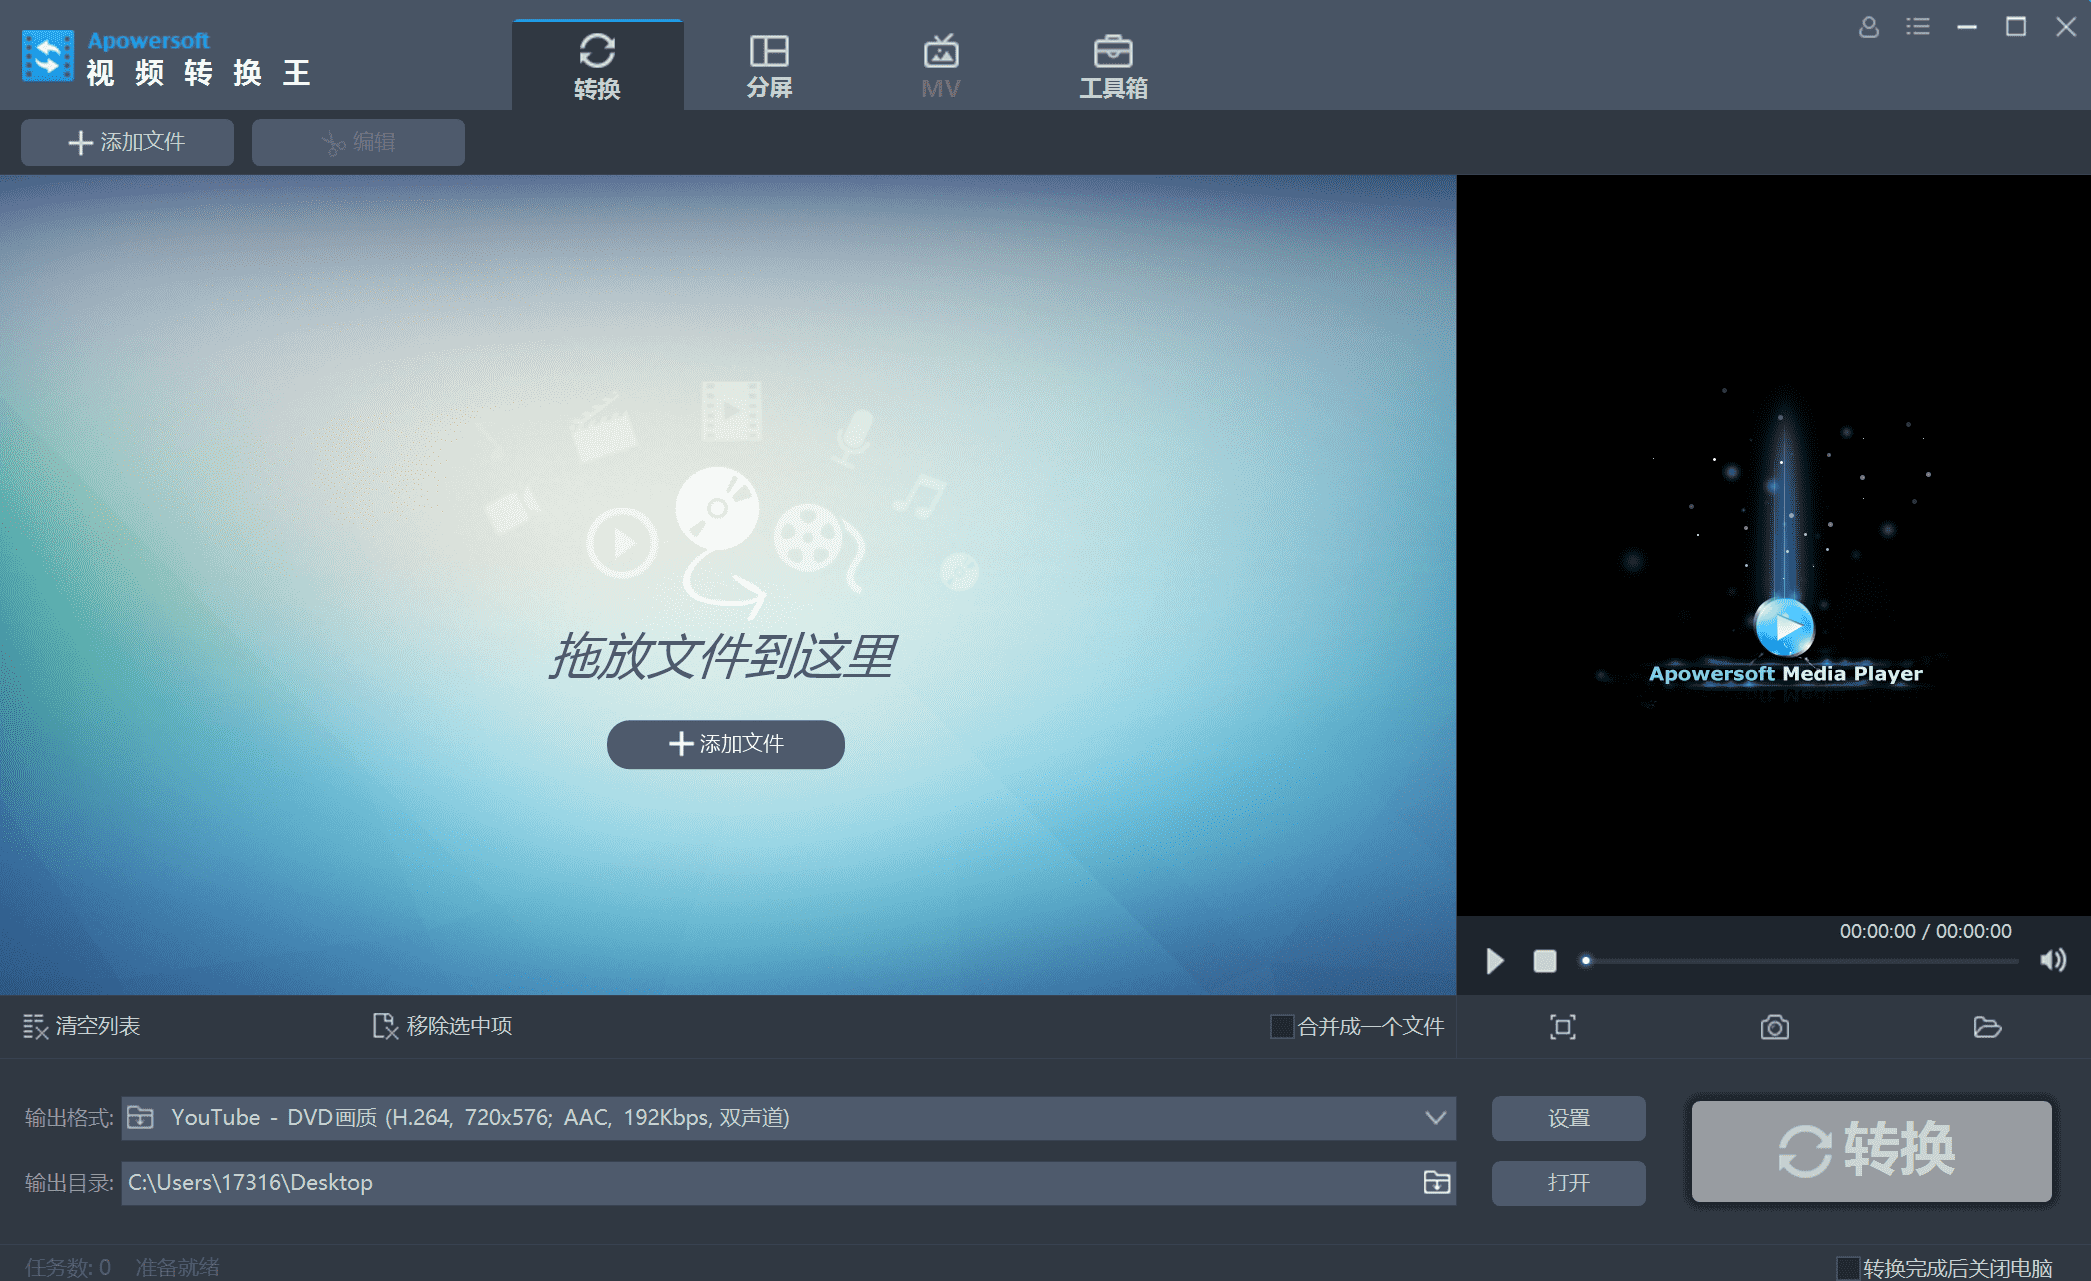 Apowersoft
视频转换王
转换
分屏
MV
工具箱
添加文件
编辑
拖放文件到这里
添加文件
Apowersoft Media Player
00:00:00 / 00:00:00
清空列表
移除选中项
合并成一个文件
输出格式:
YouTube - DVD画质 (H.264, 720x576; AAC, 192Kbps, 双声道)
设置
转换
输出目录:
C:\Users\17316\Desktop
打开
任务数: 0
准备就绪
转换完成后关闭电脑